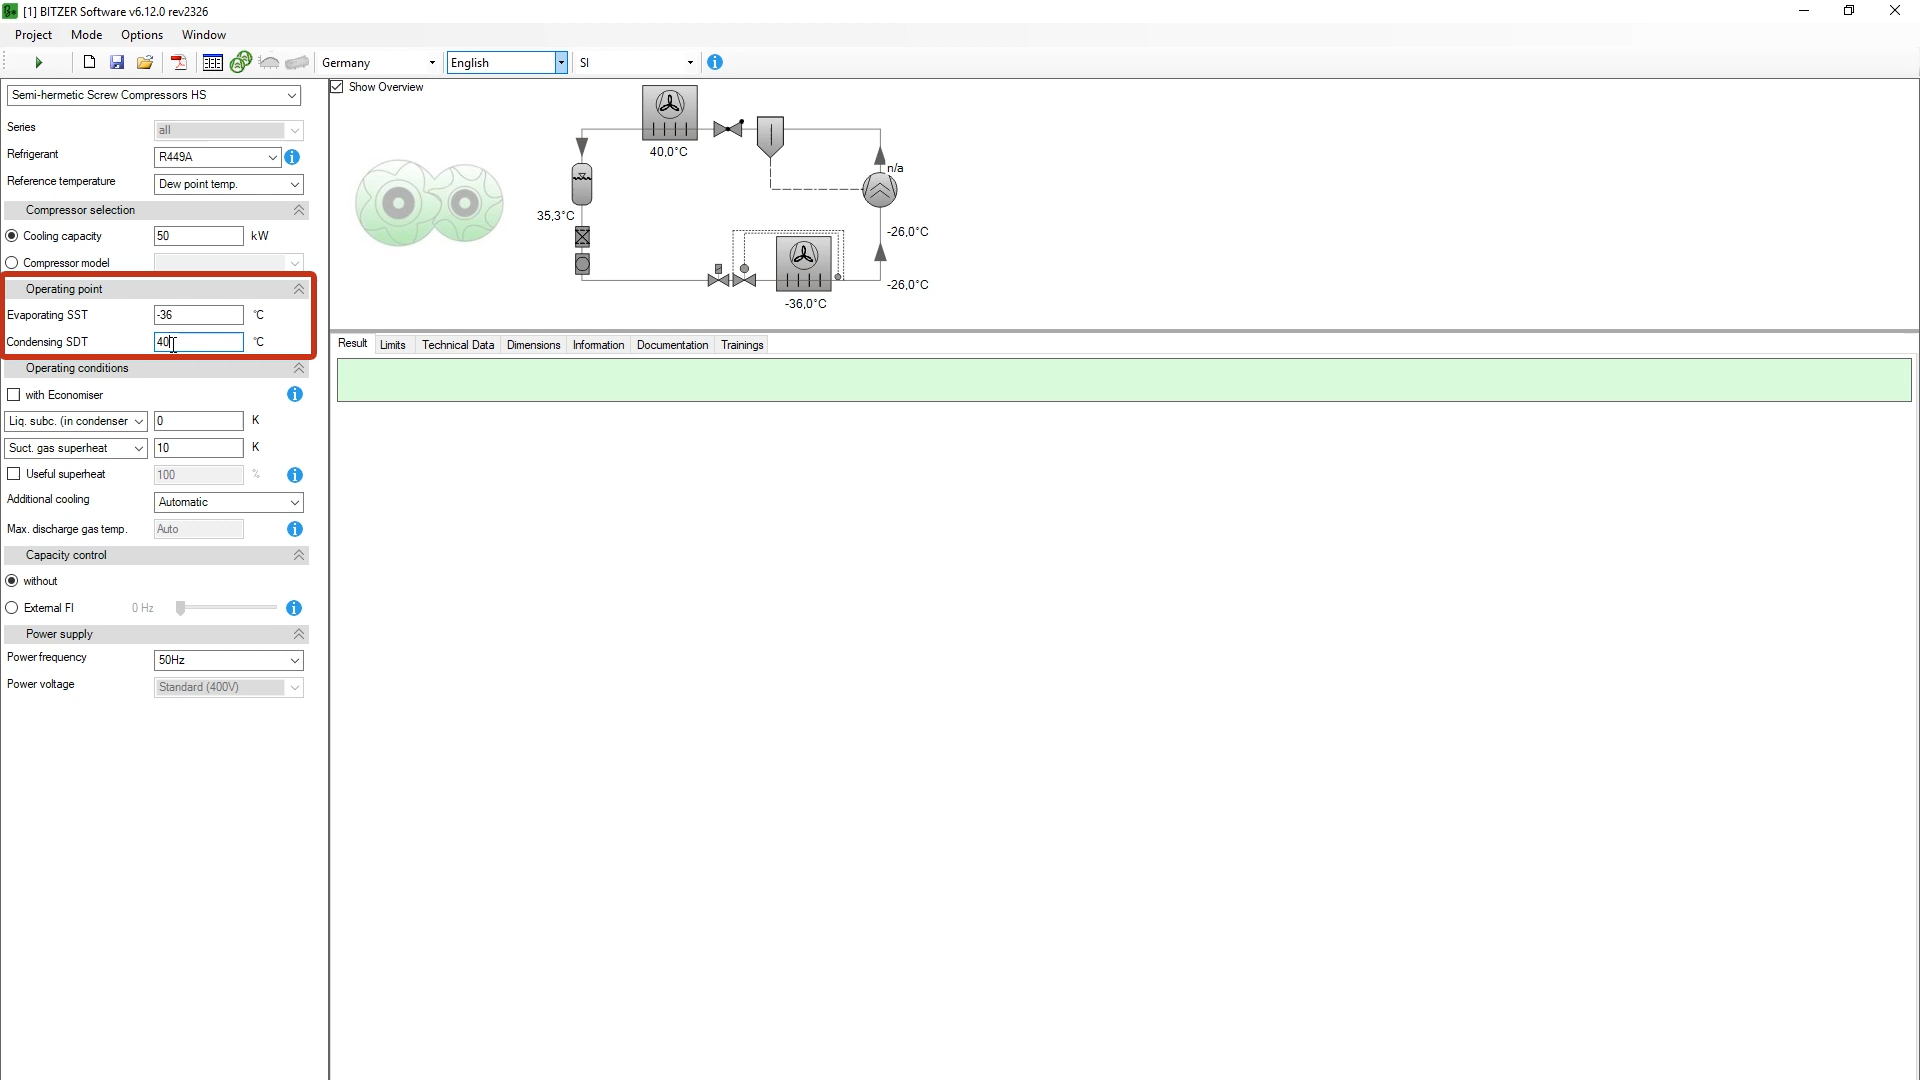 [1] BITZER Software v6.12.0 rev2326
Project Mode Options Window
Germany English SI
Semi-hermetic Screw Compressors HS
Series all
Refrigerant R449A
Reference temperature Dew point temp.
Compressor selection
Cooling capacity 50 kW
Compressor model
Operating point
Evaporating SST -36 °C
Condensing SDT 40 °C
Operating conditions
with Economiser
Liq. subc. (in condenser 0 K
Suct. gas superheat 10 K
Useful superheat 100 %
Additional cooling Automatic
Max. discharge gas temp. Auto
Capacity control
without
External FI 0 Hz
Power supply
Power frequency 50Hz
Power voltage Standard (400V)
Show Overview
40,0°C
n/a
35,3°C
-26,0°C
-26,0°C
-36,0°C
Result Limits Technical Data Dimensions Information Documentation Trainings